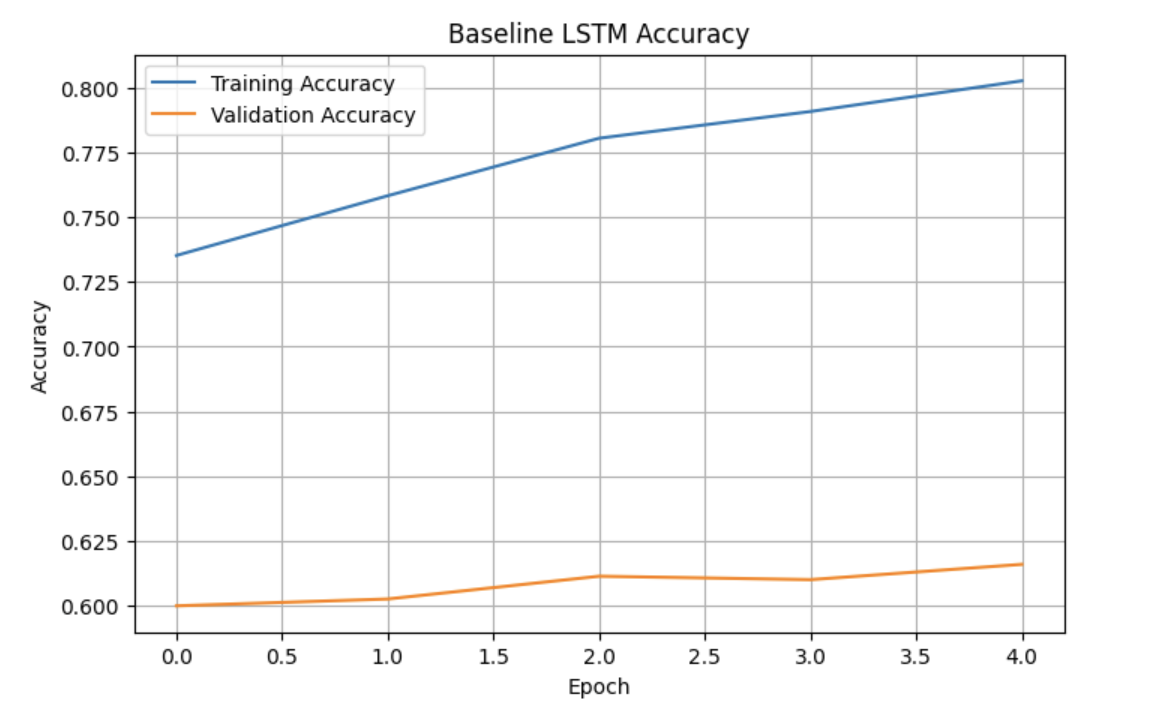 Baseline LSTM Accuracy
Training Accuracy
Validation Accuracy
0.800
0.775
0.750
0.725
0.700
0.675
0.650
0.625
0.600
Accuracy
0.0 0.5 1.0 1.5 2.0 2.5 3.0 3.5 4.0
Epoch